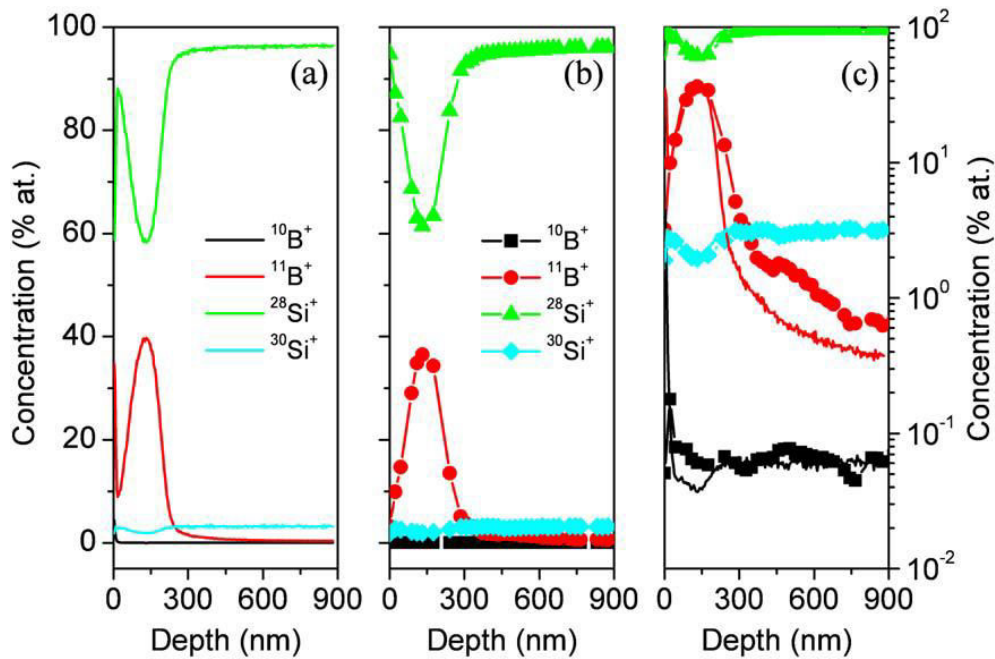 100
80
60
40
20
0
Concentration (% at.)
(a)
¹⁰B⁺
¹¹B⁺
²⁸Si⁺
³⁰Si⁺
0 300 600 900
Depth (nm)
(b)
¹⁰B⁺
¹¹B⁺
²⁸Si⁺
³⁰Si⁺
0 300 600 900
Depth (nm)
(c)
0 300 600 900
Depth (nm)
10²
10¹
10⁰
10⁻¹
10⁻²
Concentration (% at.)